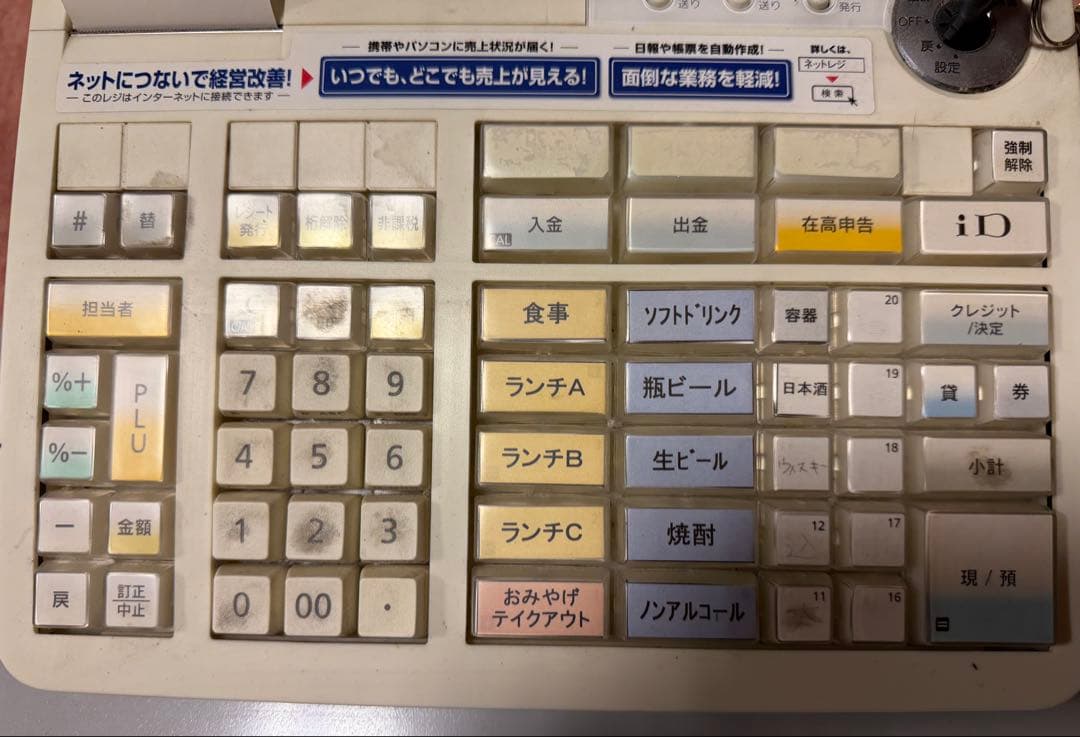 送り
送り
発行
OFF
戻
設定
ネットにつないで経営改善!
このレジはインターネットに接続できます
携帯やパソコンに売上状況が届く!
いつでも、どこでも売上が見える!
日報や帳票を自動作成!
面倒な業務を軽減!
詳しくは、
ネットレジ
検索
強制
解除
# 替
レシート
発行
桁解除 非課税
入金 出金 在高申告 iD
担当者
食事 ソフトドリンク 容器 20
クレジット
/決定
%+ PLU
7 8 9
ランチA 瓶ビール 日本酒 19 貸 券
%-
4 5 6
ランチB 生ビール ウィスキー 18 小計
- 金額
1 2 3
ランチC 焼酎 12 17
現/預
戻
訂正
中止
0 00 ・
おみやげ
テイクアウト
ノンアルコール 11 16